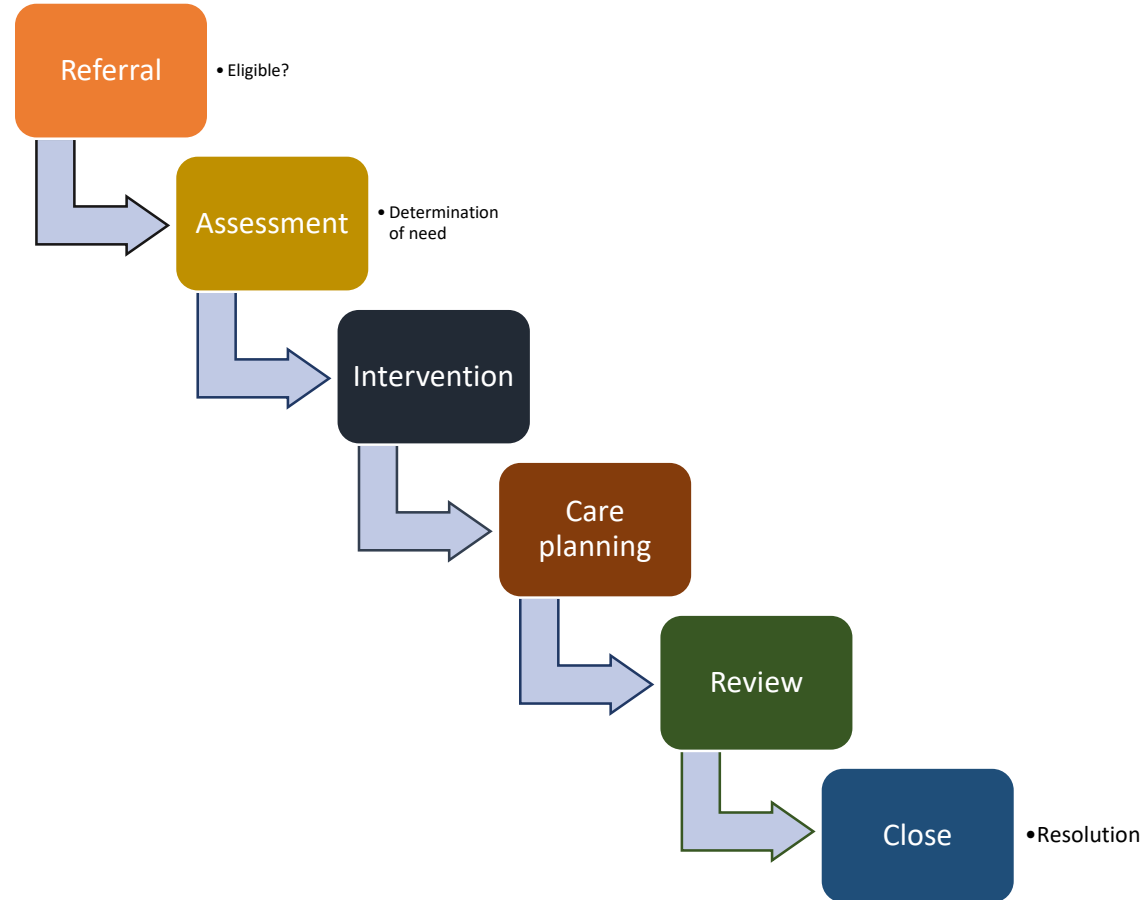 Referral
• Eligible?
Assessment
• Determination
of need
Intervention
Care
planning
Review
Close
•Resolution